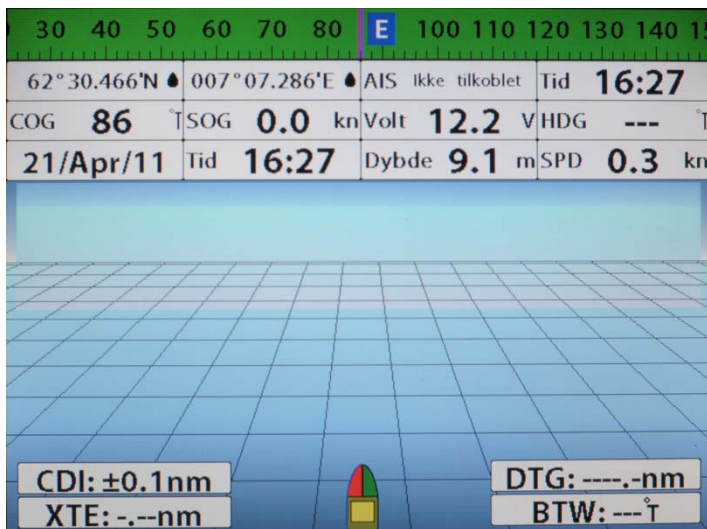 30 40 50 60 70 80 E 100 110 120 130 140 15
62°30.466'N 007°07.286'E AIS Ikke tilkoblet Tid 16:27
COG 86 °T SOG 0.0 kn Volt 12.2 V HDG --- °T
21/Apr/11 Tid 16:27 Dybde 9.1 m SPD 0.3 kn
CDI: ±0.1nm DTG: ----.-nm
XTE: -.--nm BTW: ---°T